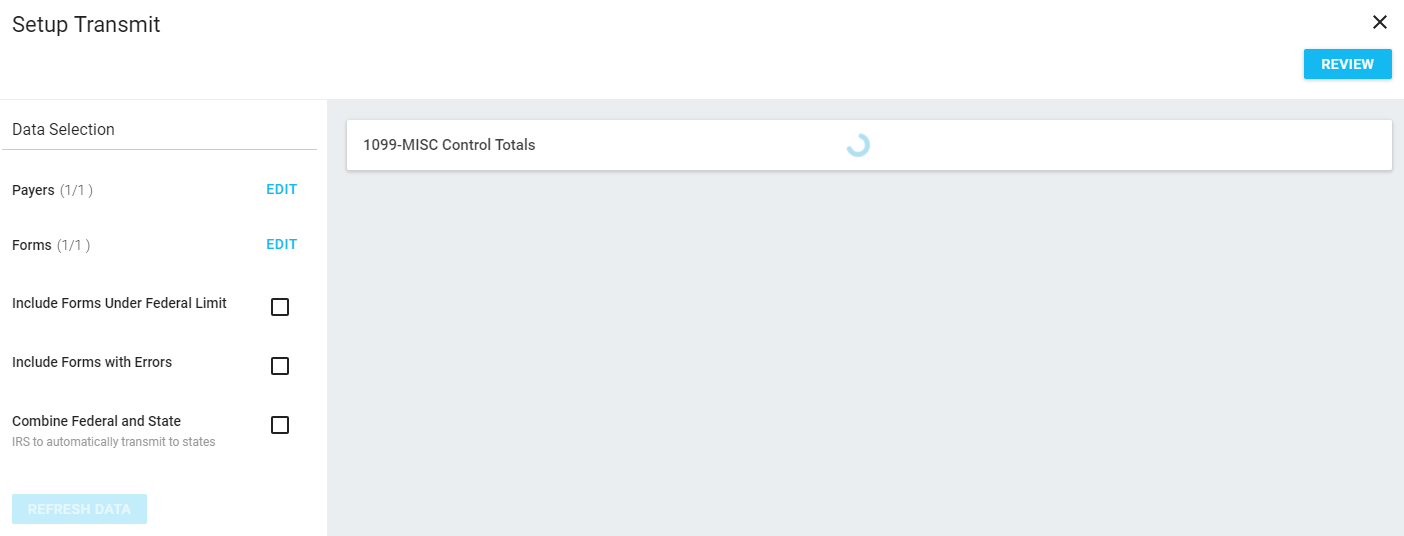 Setup Transmit
REVIEW
Data Selection
Payers (1/1 )
EDIT
Forms (1/1 )
EDIT
Include Forms Under Federal Limit
Include Forms with Errors
Combine Federal and State
IRS to automatically transmit to states
REFRESH DATA
1099-MISC Control Totals